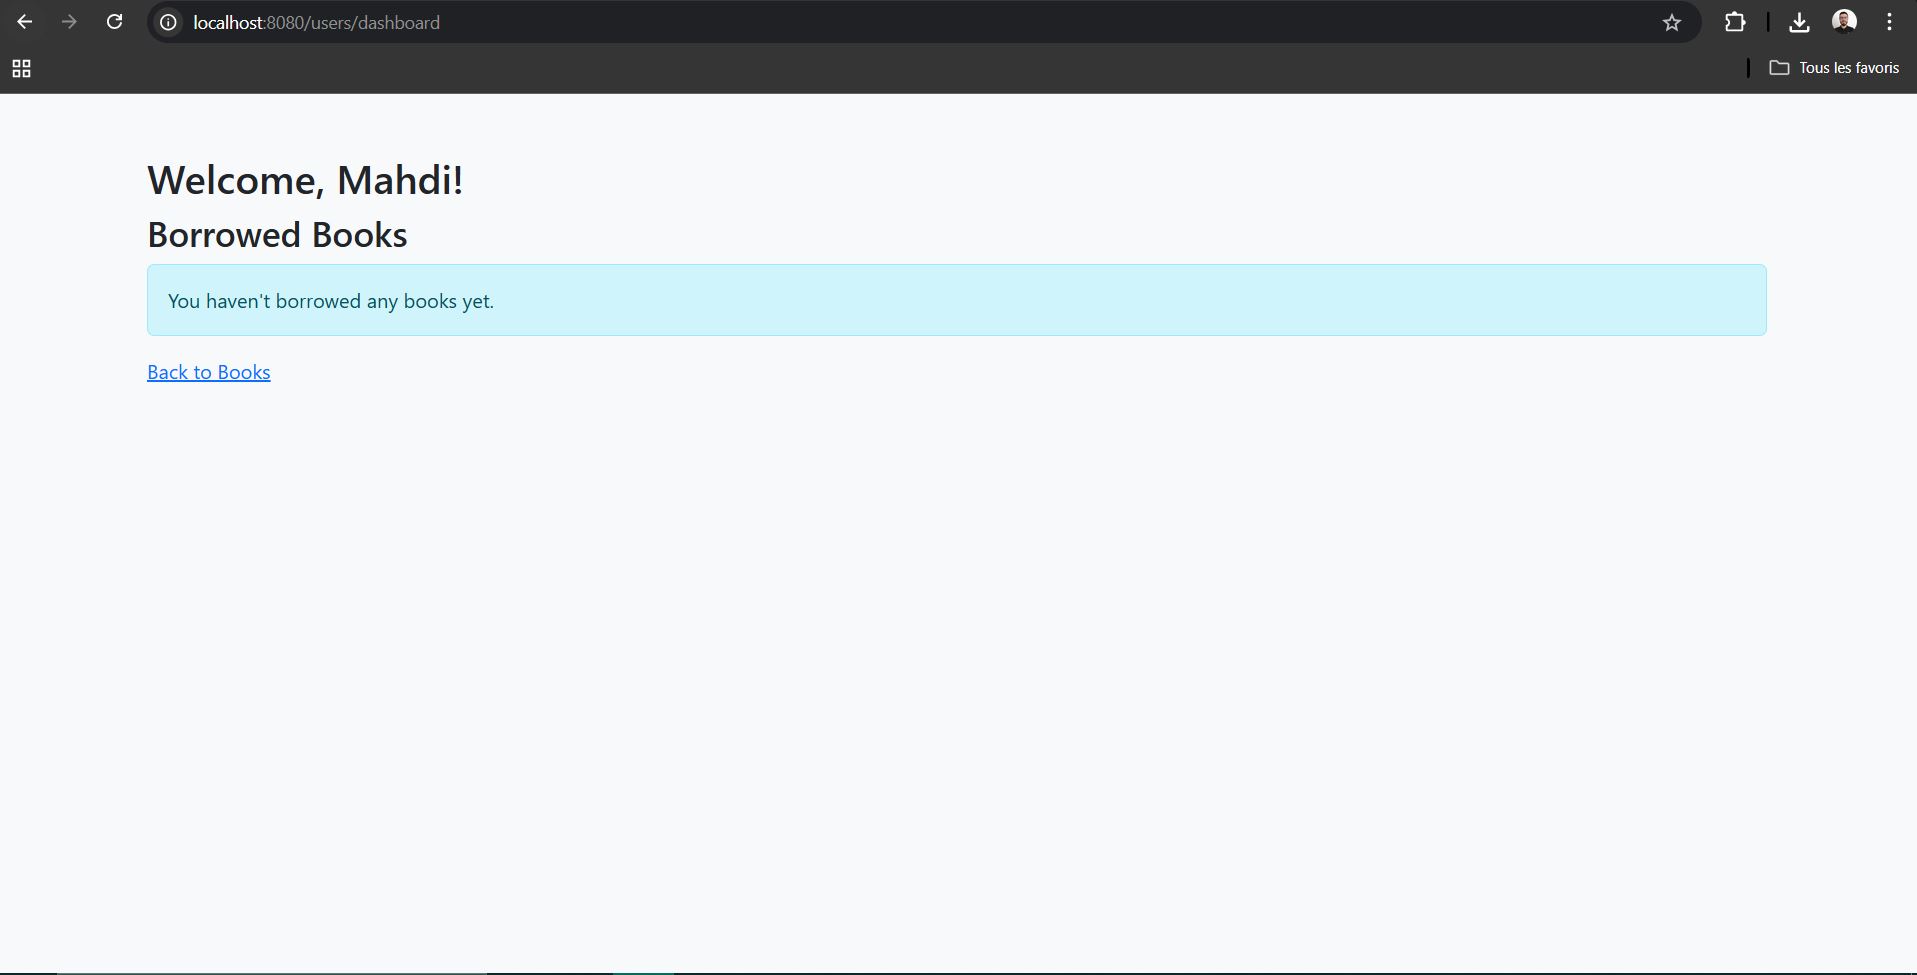 localhost:8080/users/dashboard
Tous les favoris
Welcome, Mahdi!
Borrowed Books
You haven't borrowed any books yet.
Back to Books